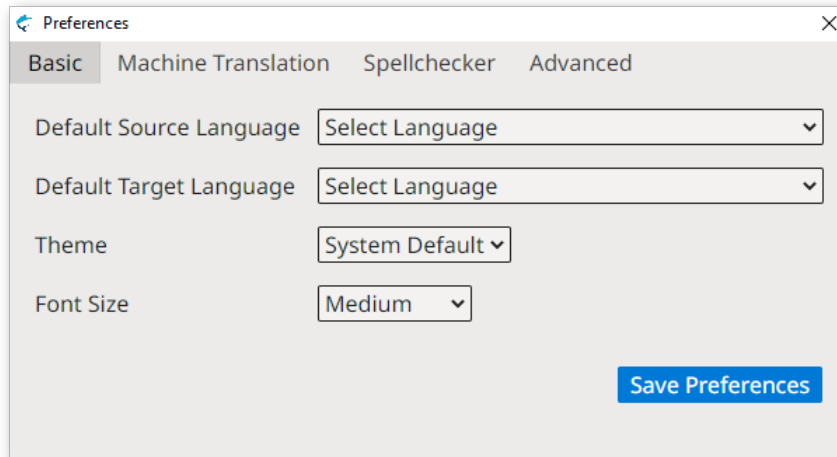 Preferences
Basic Machine Translation Spellchecker Advanced
Default Source Language Select Language
Default Target Language Select Language
Theme System Default
Font Size Medium
Save Preferences